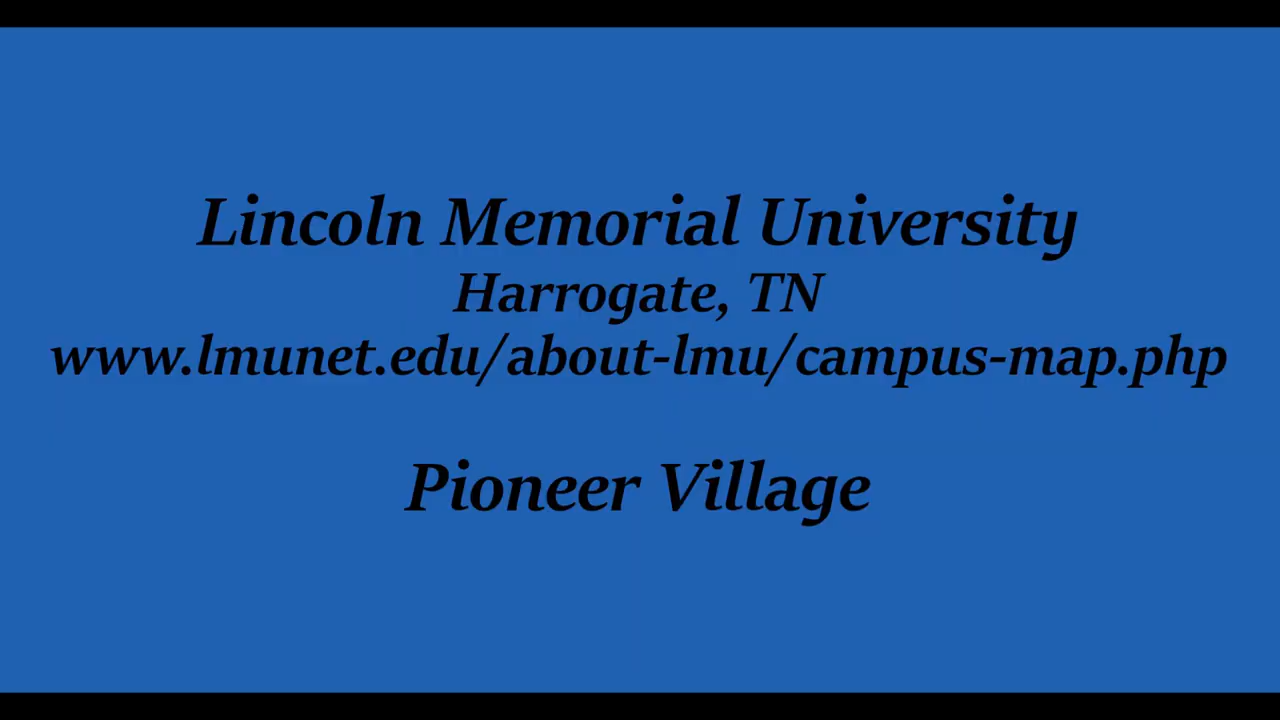 Lincoln Memorial University
Harrogate, TN
www.lmunet.edu/about-lmu/campus-map.php
Pioneer Village